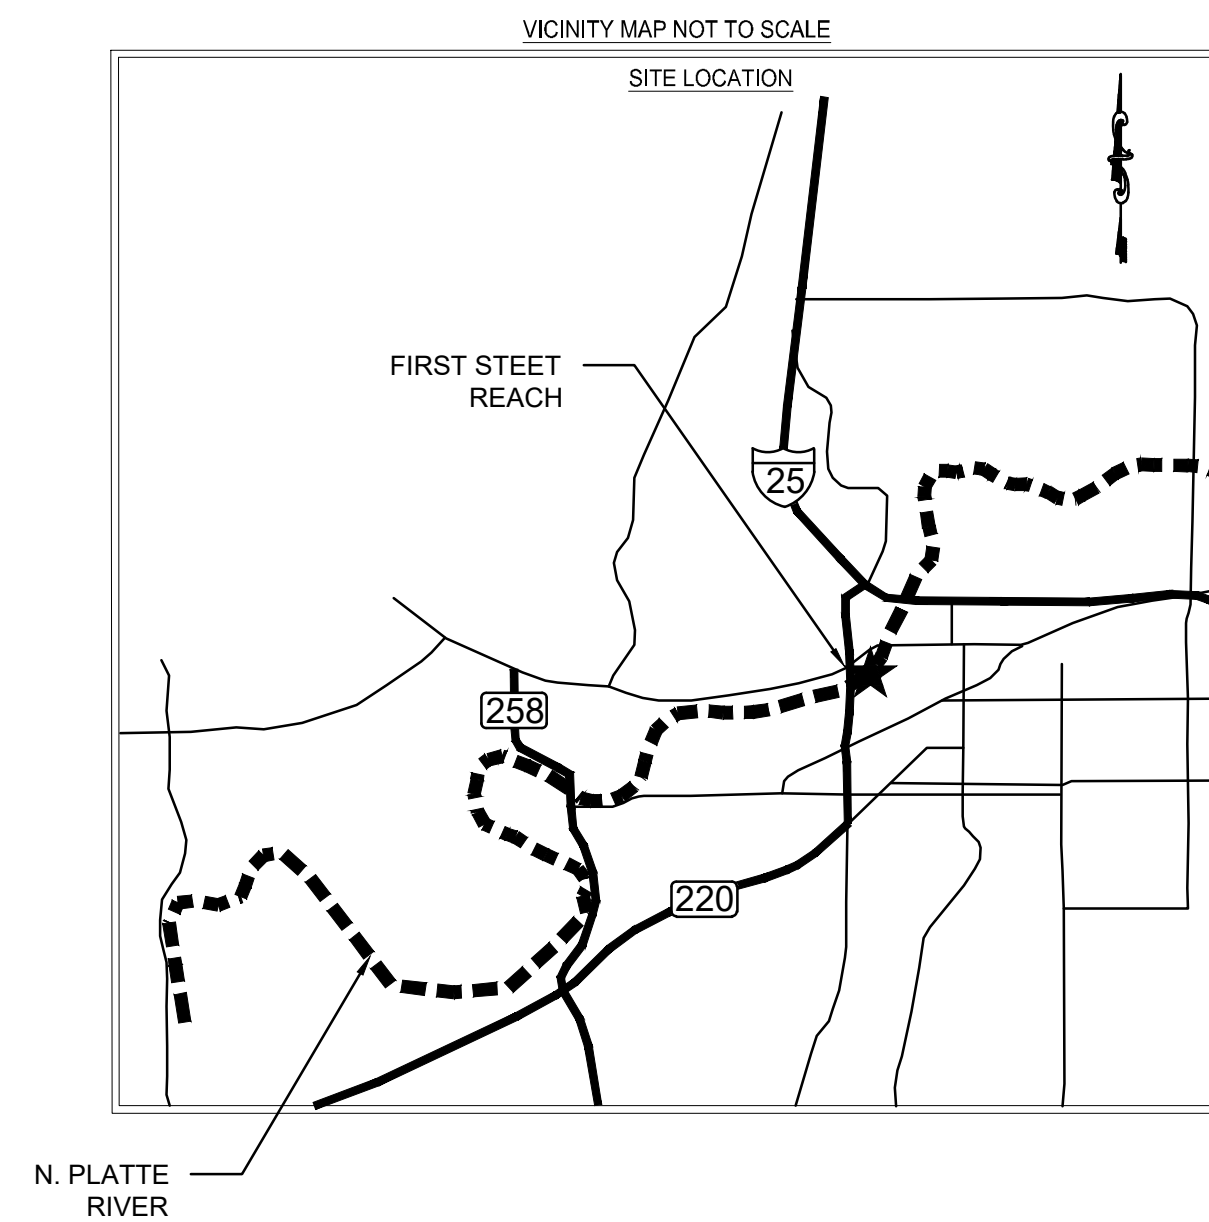 VICINITY MAP NOT TO SCALE
SITE LOCATION
FIRST STEET
REACH
25
258
220
N. PLATTE
RIVER